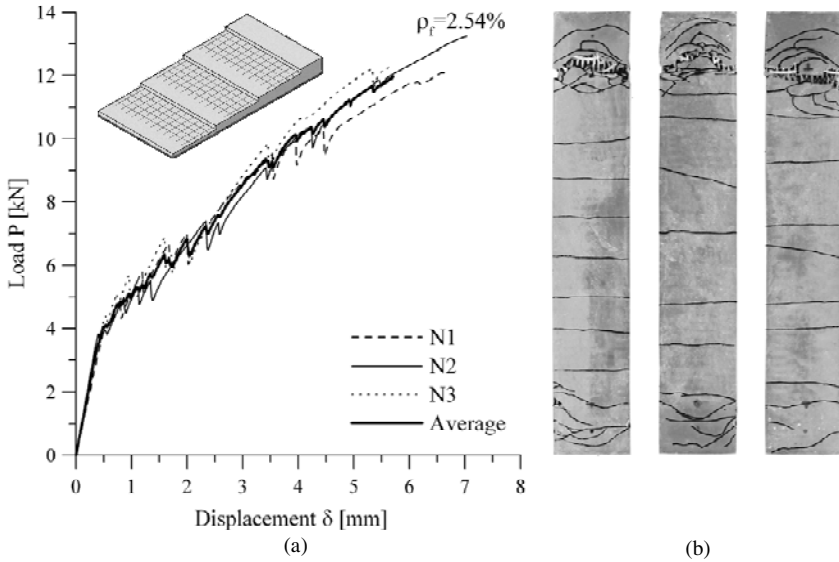 14
12
10
8
6
4
2
0
Load P [kN]
ρf=2.54%
N1
N2
N3
Average
0 1 2 3 4 5 6 7 8
Displacement δ [mm]
(a)
(b)